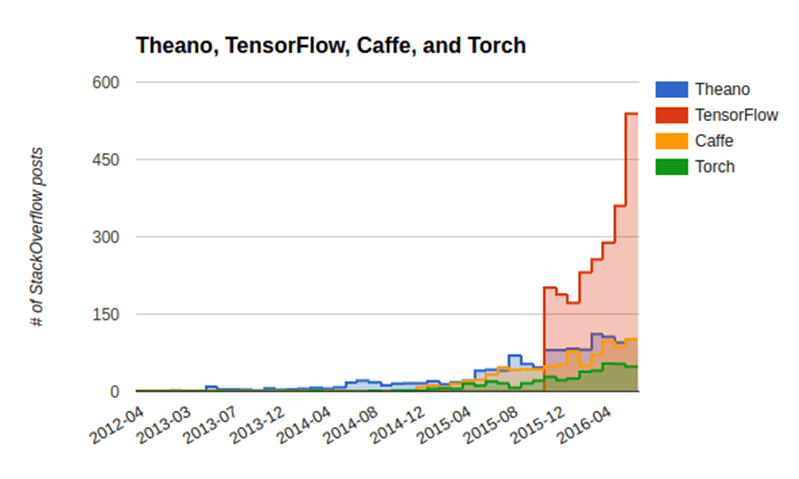 Theano, TensorFlow, Caffe, and Torch
# of StackOverflow posts
600
450
300
150
0
2012-04
2013-03
2013-07
2013-12
2014-04
2014-08
2014-12
2015-04
2015-08
2015-12
2016-04
Theano
TensorFlow
Caffe
Torch